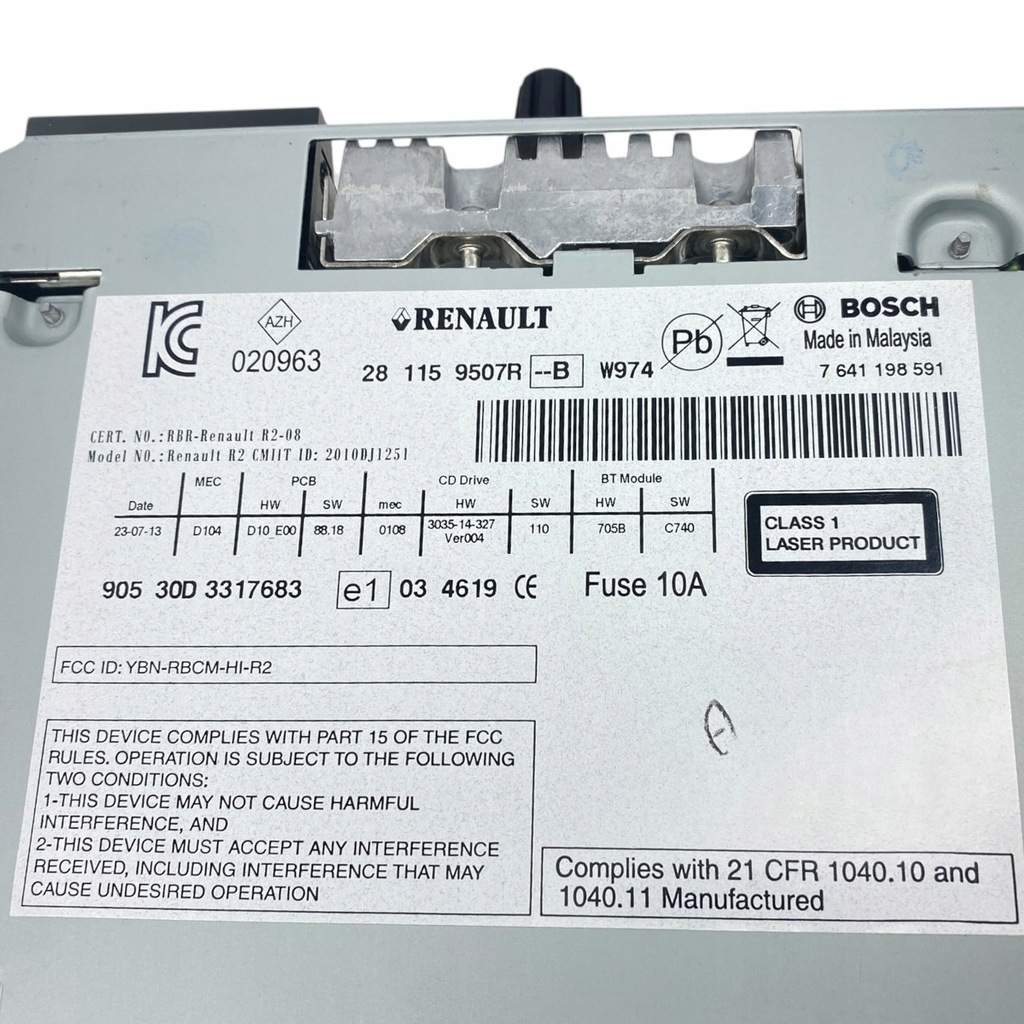 KC
AZH
020963
RENAULT
28 115 9507R --B W974
Pb
BOSCH
Made in Malaysia
7 641 198 591
CERT. NO.:RBR-Renault R2-08
Model NO.:Renault R2 CMIIT ID: 2010DJ1251
MEC PCB CD Drive BT Module
Date HW SW mec HW SW HW SW
23-07-13 D104 D10_E00 88.18 0108 3035-14-327 110 705B C740
Ver004
CLASS 1
LASER PRODUCT
905 30D 3317683 e1 03 4619 CE Fuse 10A
FCC ID: YBN-RBCM-HI-R2
THIS DEVICE COMPLIES WITH PART 15 OF THE FCC
RULES. OPERATION IS SUBJECT TO THE FOLLOWING
TWO CONDITIONS:
1-THIS DEVICE MAY NOT CAUSE HARMFUL
INTERFERENCE, AND
2-THIS DEVICE MUST ACCEPT ANY INTERFERENCE
RECEIVED, INCLUDING INTERFERENCE THAT MAY
CAUSE UNDESIRED OPERATION
Complies with 21 CFR 1040.10 and
1040.11 Manufactured